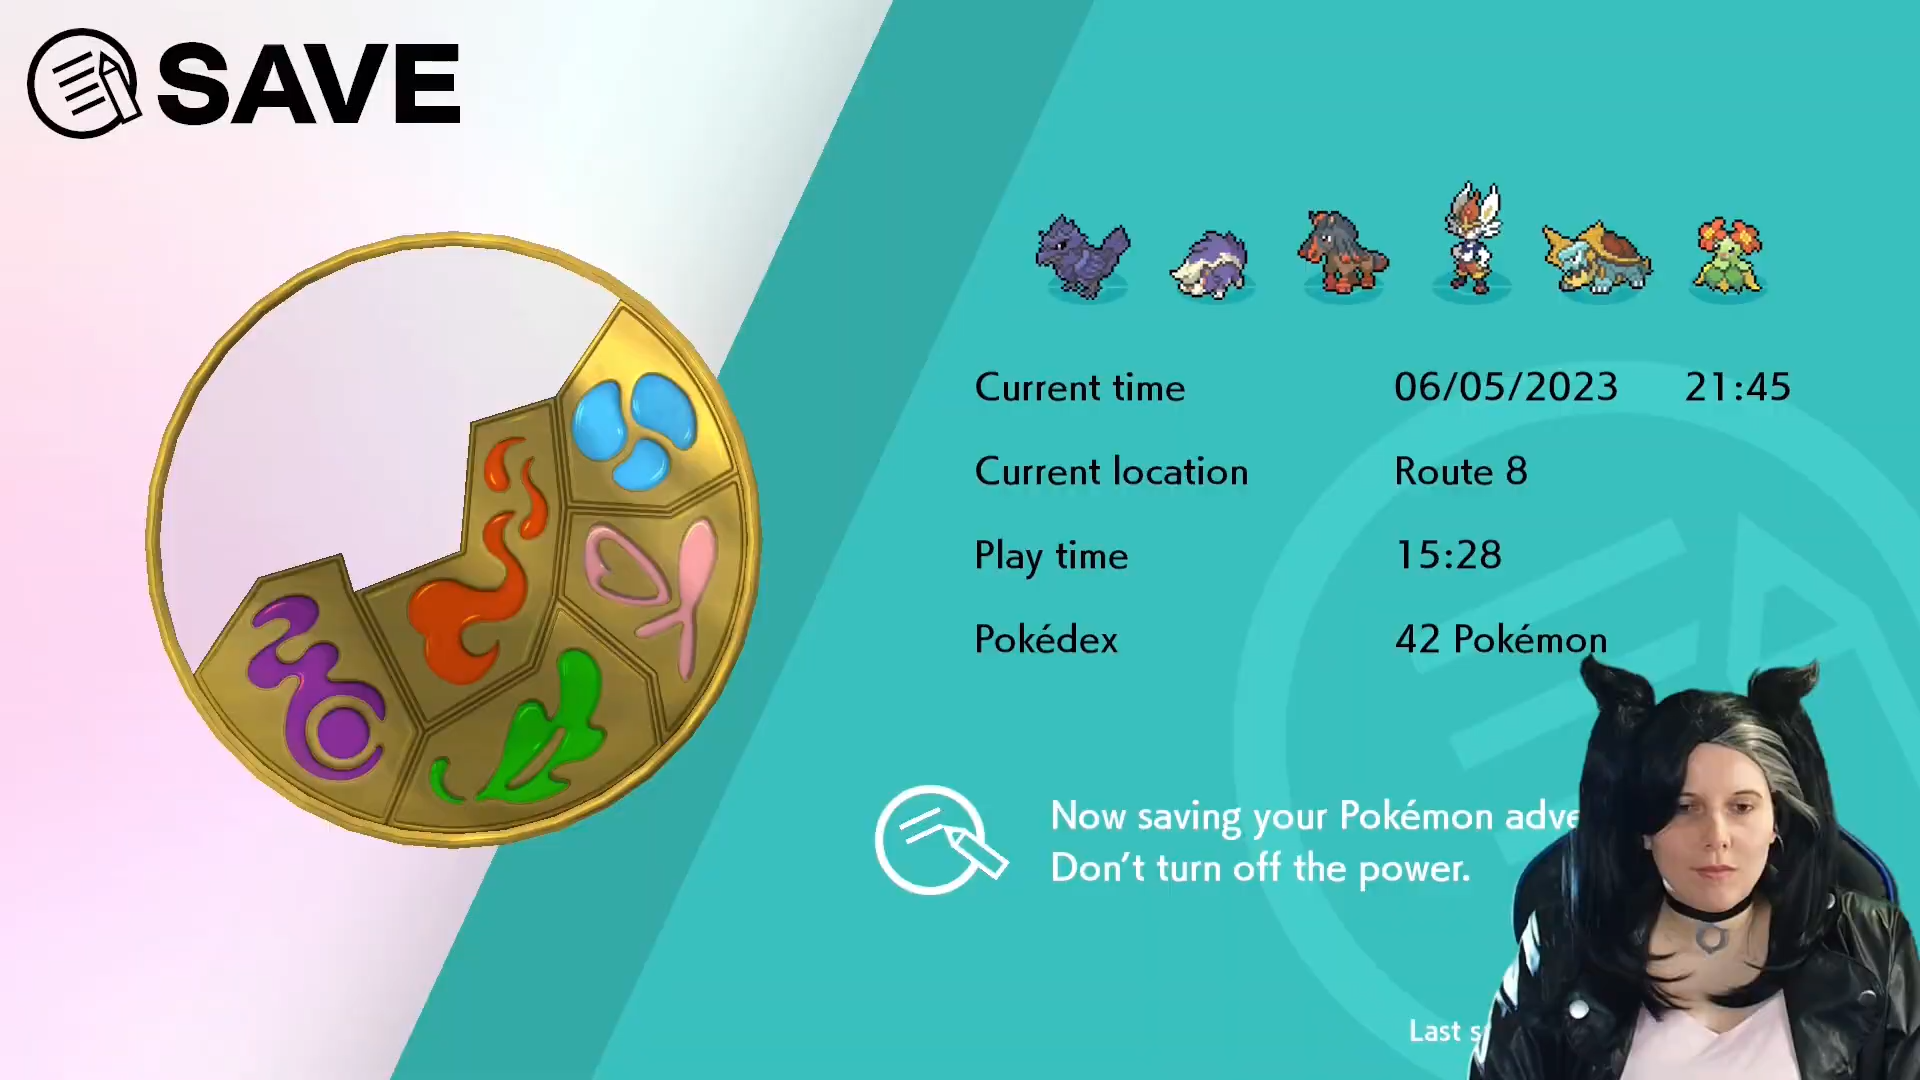 SAVE
Current time 06/05/2023 21:45
Current location Route 8
Play time 15:28
Pokédex 42 Pokémon
Now saving your Pokémon
Don't turn off the power.
Last